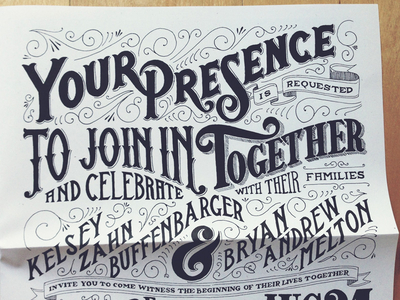 YOUR PRESENCE
IS REQUESTED
TO JOIN IN TOGETHER
AND CELEBRATE WITH THEIR FAMILIES
KELSEY
ZAHN
BUFFENBARGER
&
BRYAN
ANDREW
MELTON
INVITE YOU TO COME WITNESS THE BEGINNING OF THEIR LIVES TOGETHER